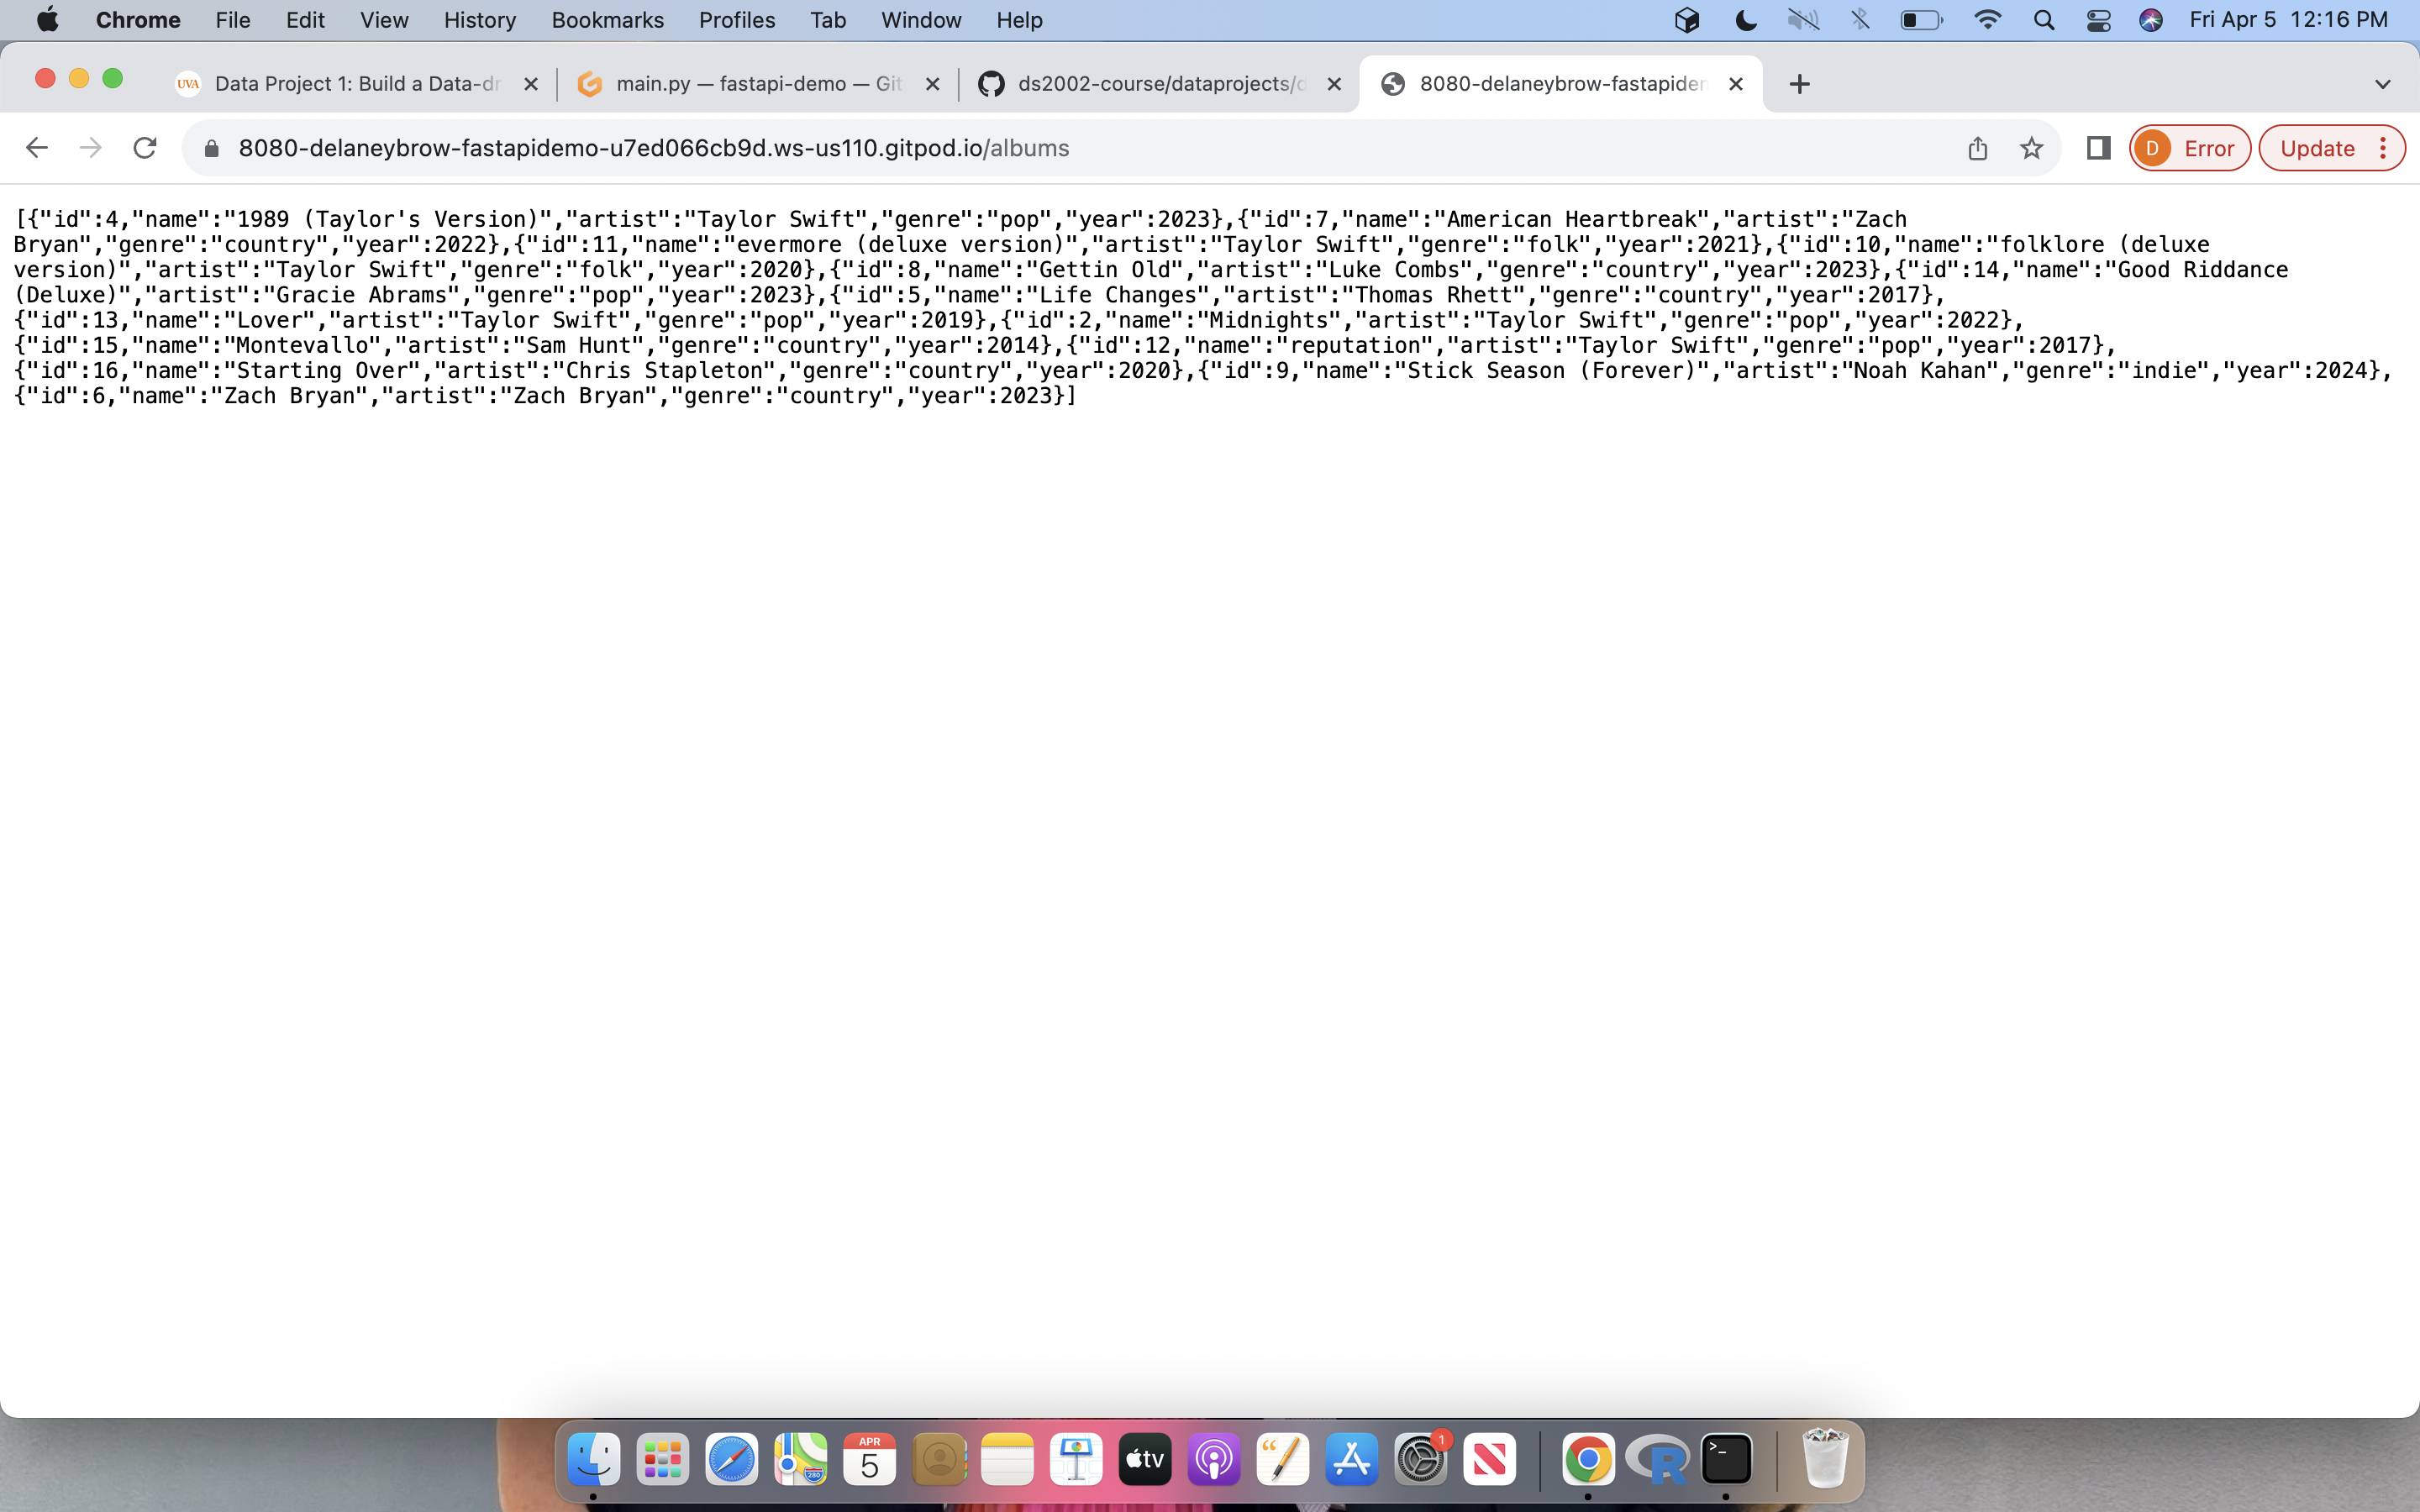 Chrome File Edit View History Bookmarks Profiles Tab Window Help Fri Apr 5 12:16 PM
UVA Data Project 1: Build a Data-dr main.py — fastapi-demo — Git ds2002-course/dataprojects/d 8080-delaneybrow-fastapidem
8080-delaneybrow-fastapidemo-u7ed066cb9d.ws-us110.gitpod.io/albums D Error Update
[{"id":4,"name":"1989 (Taylor's Version)","artist":"Taylor Swift","genre":"pop","year":2023},{"id":7,"name":"American Heartbreak","artist":"Zach
Bryan","genre":"country","year":2022},{"id":11,"name":"evermore (deluxe version)","artist":"Taylor Swift","genre":"folk","year":2021},{"id":10,"name":"folklore (deluxe
version)","artist":"Taylor Swift","genre":"folk","year":2020},{"id":8,"name":"Gettin Old","artist":"Luke Combs","genre":"country","year":2023},{"id":14,"name":"Good Riddance
(Deluxe)","artist":"Gracie Abrams","genre":"pop","year":2023},{"id":5,"name":"Life Changes","artist":"Thomas Rhett","genre":"country","year":2017},
{"id":13,"name":"Lover","artist":"Taylor Swift","genre":"pop","year":2019},{"id":2,"name":"Midnights","artist":"Taylor Swift","genre":"pop","year":2022},
{"id":15,"name":"Montevallo","artist":"Sam Hunt","genre":"country","year":2014},{"id":12,"name":"reputation","artist":"Taylor Swift","genre":"pop","year":2017},
{"id":16,"name":"Starting Over","artist":"Chris Stapleton","genre":"country","year":2020},{"id":9,"name":"Stick Season (Forever)","artist":"Noah Kahan","genre":"indie","year":2024},
{"id":6,"name":"Zach Bryan","artist":"Zach Bryan","genre":"country","year":2023}]
280 APR 5 tv 1 R >_